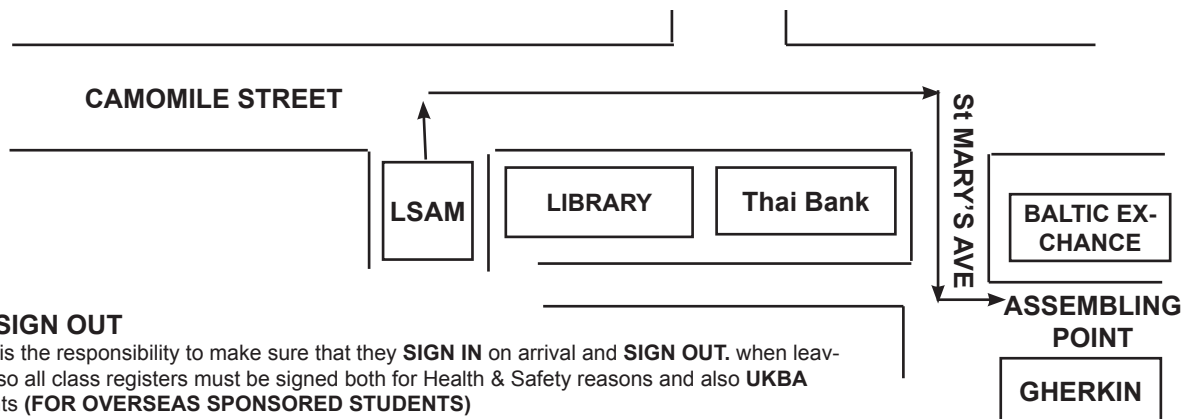 CAMOMILE STREET
LSAM
LIBRARY
Thai Bank
St MARY'S AVE
BALTIC EX-
CHANCE
ASSEMBLING
POINT
GHERKIN
SIGN OUT
is the responsibility to make sure that they SIGN IN on arrival and SIGN OUT. when leav-
so all class registers must be signed both for Health & Safety reasons and also UKBA
ts (FOR OVERSEAS SPONSORED STUDENTS)